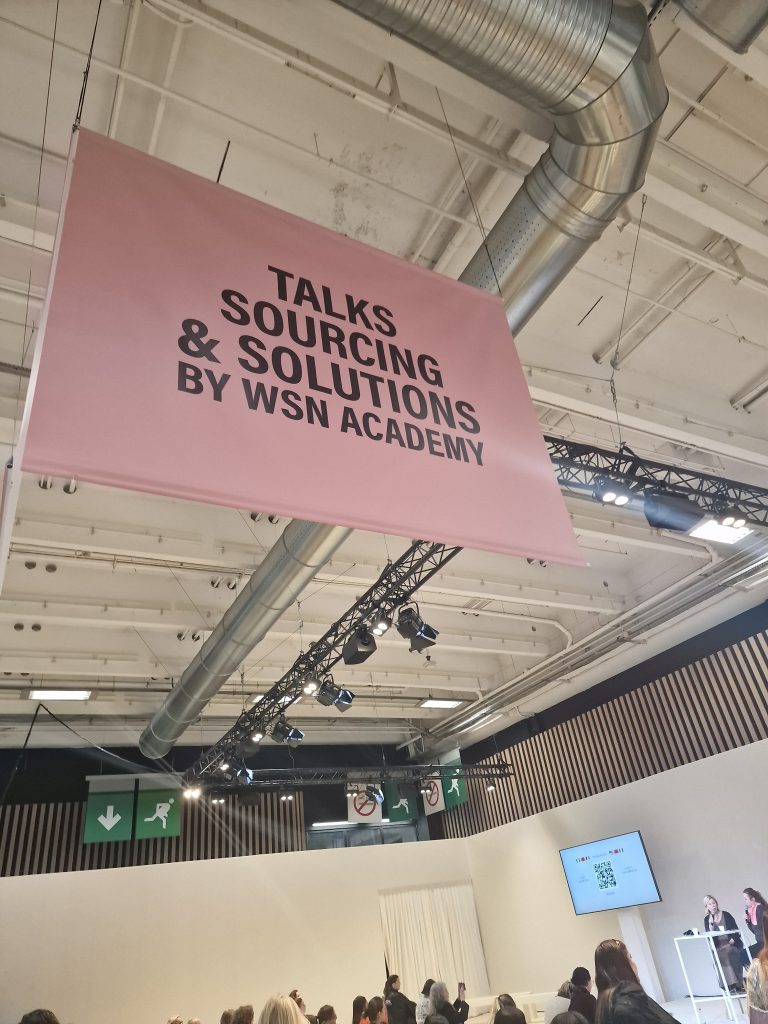 TALKS
SOURCING
& SOLUTIONS
BY WSN ACADEMY